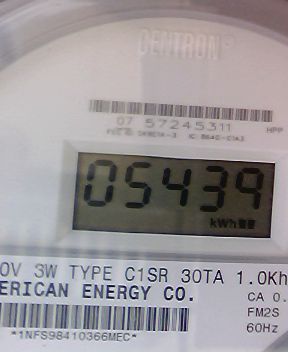 CENTRON®
07 57245311 HPP
05439
kWh
0V 3W TYPE C1SR 30TA 1.0Kh
ERICAN ENERGY CO.
CA 0.
FM2S
60Hz
*1NFS98410366MEC*